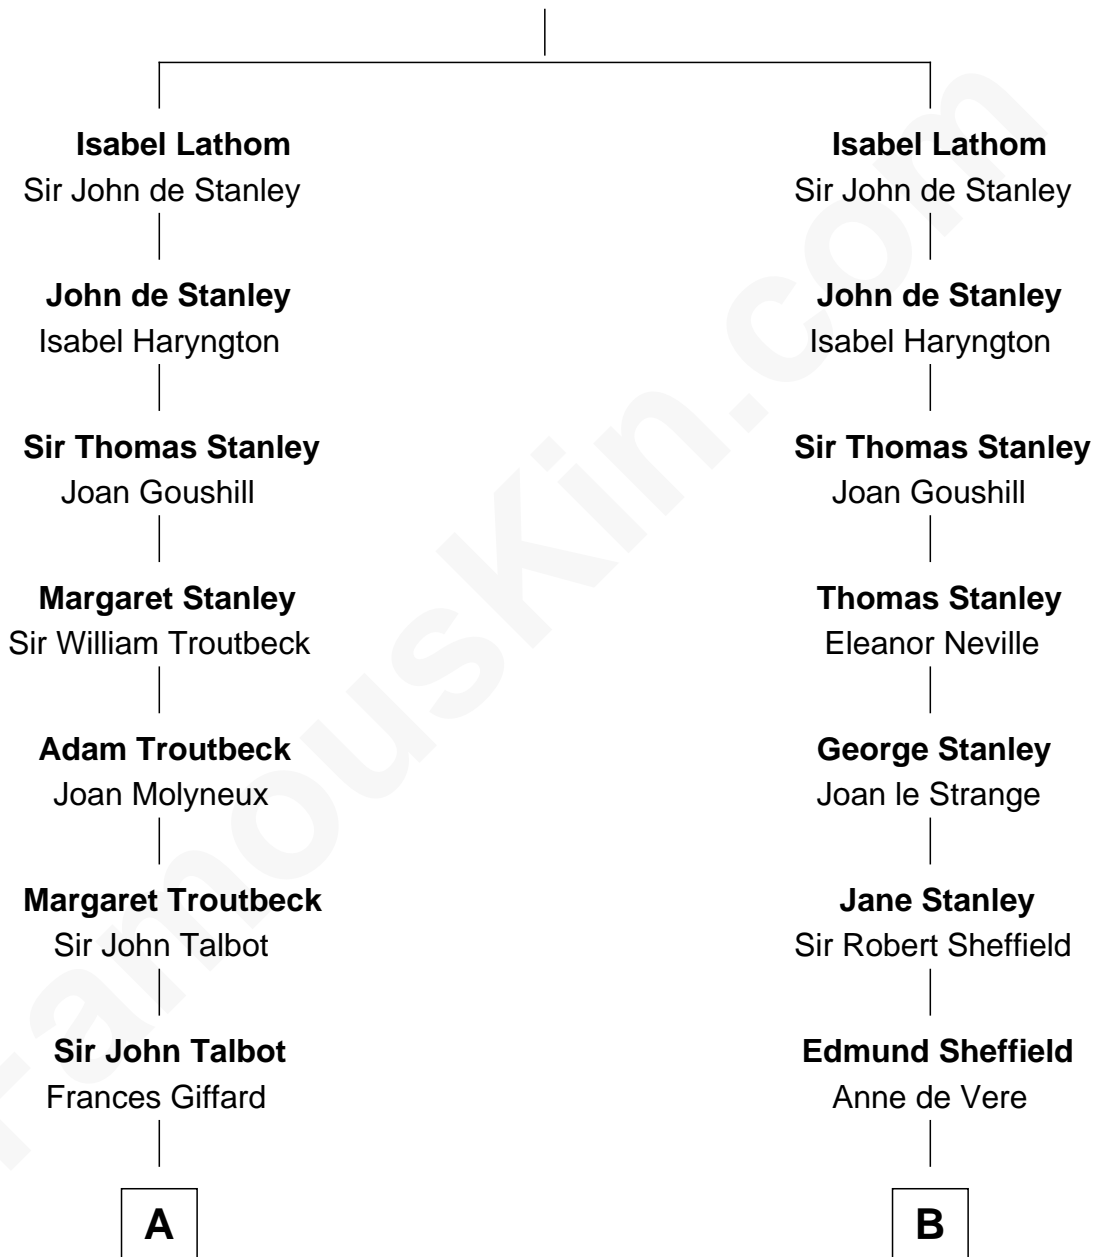 Isabel Lathom
Sir John de Stanley
John de Stanley
Isabel Haryngton
Sir Thomas Stanley
Joan Goushill
Margaret Stanley
Sir William Troutbeck
Adam Troutbeck
Joan Molyneux
Margaret Troutbeck
Sir John Talbot
Sir John Talbot
Frances Giffard
A
Isabel Lathom
Sir John de Stanley
John de Stanley
Isabel Haryngton
Sir Thomas Stanley
Joan Goushill
Thomas Stanley
Eleanor Neville
George Stanley
Joan le Strange
Jane Stanley
Sir Robert Sheffield
Edmund Sheffield
Anne de Vere
B
FamousKin.com